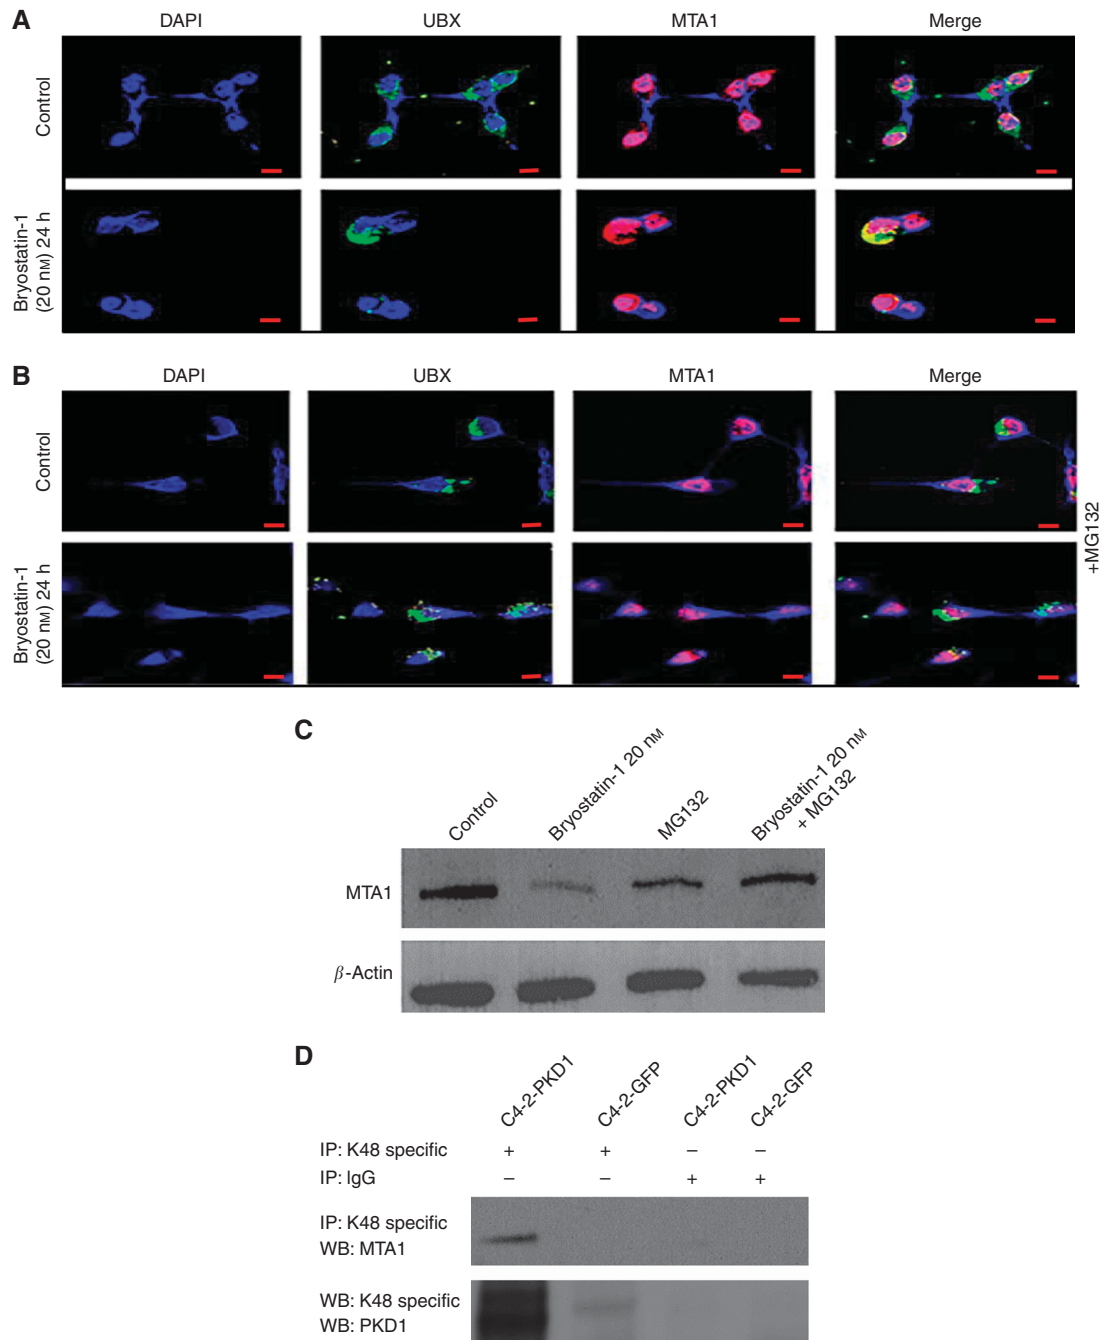 A
DAPI UBX MTA1 Merge
Control
Bryostatin-1
(20 nM) 24 h
B
DAPI UBX MTA1 Merge
Control
Bryostatin-1
(20 nM) 24 h
+MG132
C
Control
Bryostatin-1 20 nM
MG132
Bryostatin-1 20 nM
+ MG132
MTA1
β-Actin
D
C4-2-PKD1
C4-2-GFP
C4-2-PKD1
C4-2-GFP
IP: K48 specific + + – –
IP: IgG – – + +
IP: K48 specific
WB: MTA1
WB: K48 specific
WB: PKD1